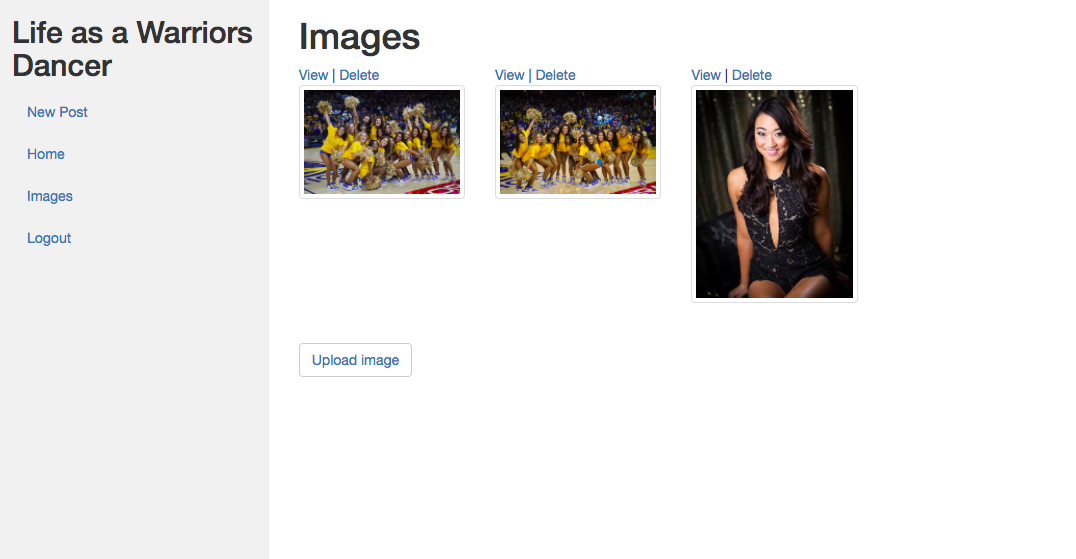 Life as a Warriors
Dancer
New Post
Home
Images
Logout
Images
View | Delete
View | Delete
View | Delete
Upload image